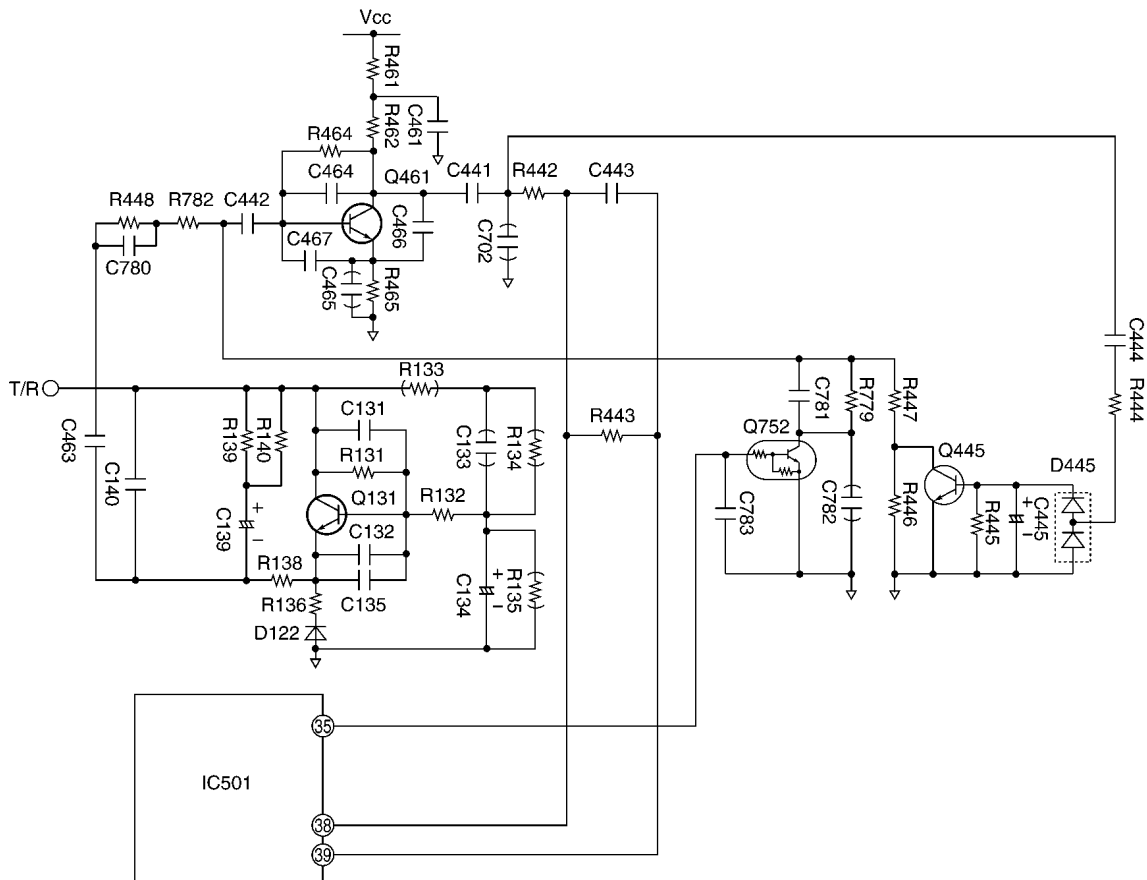 Vcc
R461
R462
C461
R464
C464
Q461
C441
R442
C443
R448
R782
C442
C780
C467
C466
C465
R465
C702
C444
R444
T/R
R133
C463
C140
R139
R140
C139
+
−
C131
R131
Q131
R132
C132
C135
R138
R136
D122
C133
R134
C134
+
−
R135
R443
C781
R779
R447
Q752
C783
C782
R446
Q445
R445
C445
+
−
D445
IC501
35
38
39